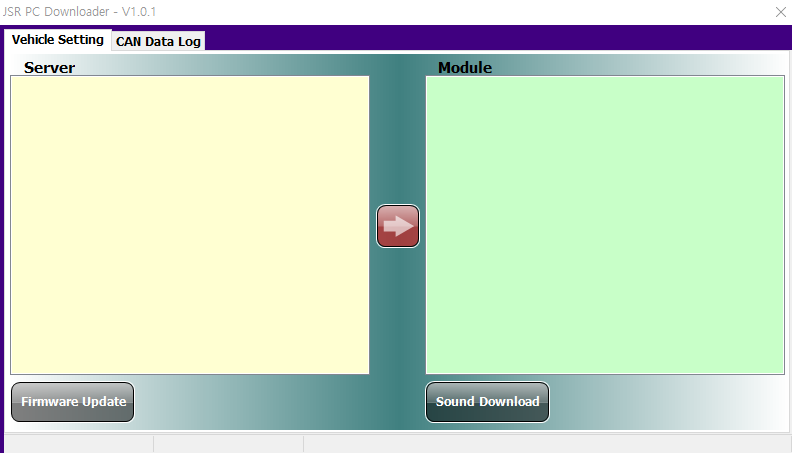 JSR PC Downloader - V1.0.1
Vehicle Setting
CAN Data Log
Server
Module
Firmware Update
Sound Download